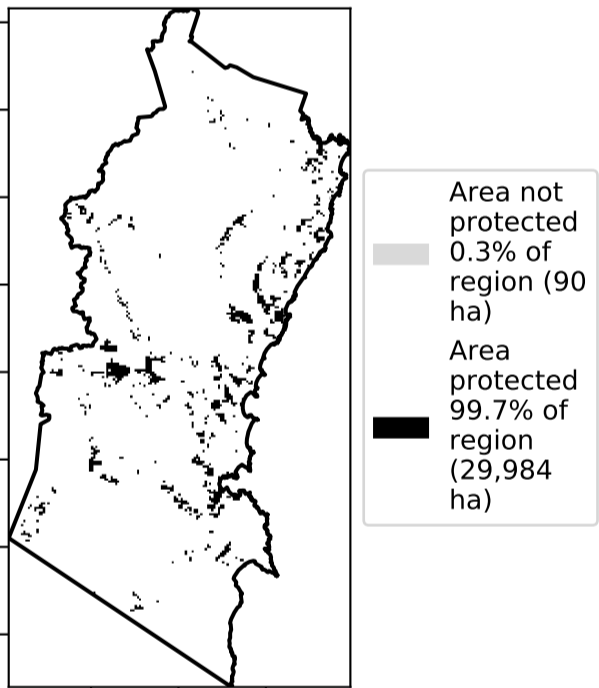 Area not
protected
0.3% of
region (90
ha)
Area
protected
99.7% of
region
(29,984
ha)